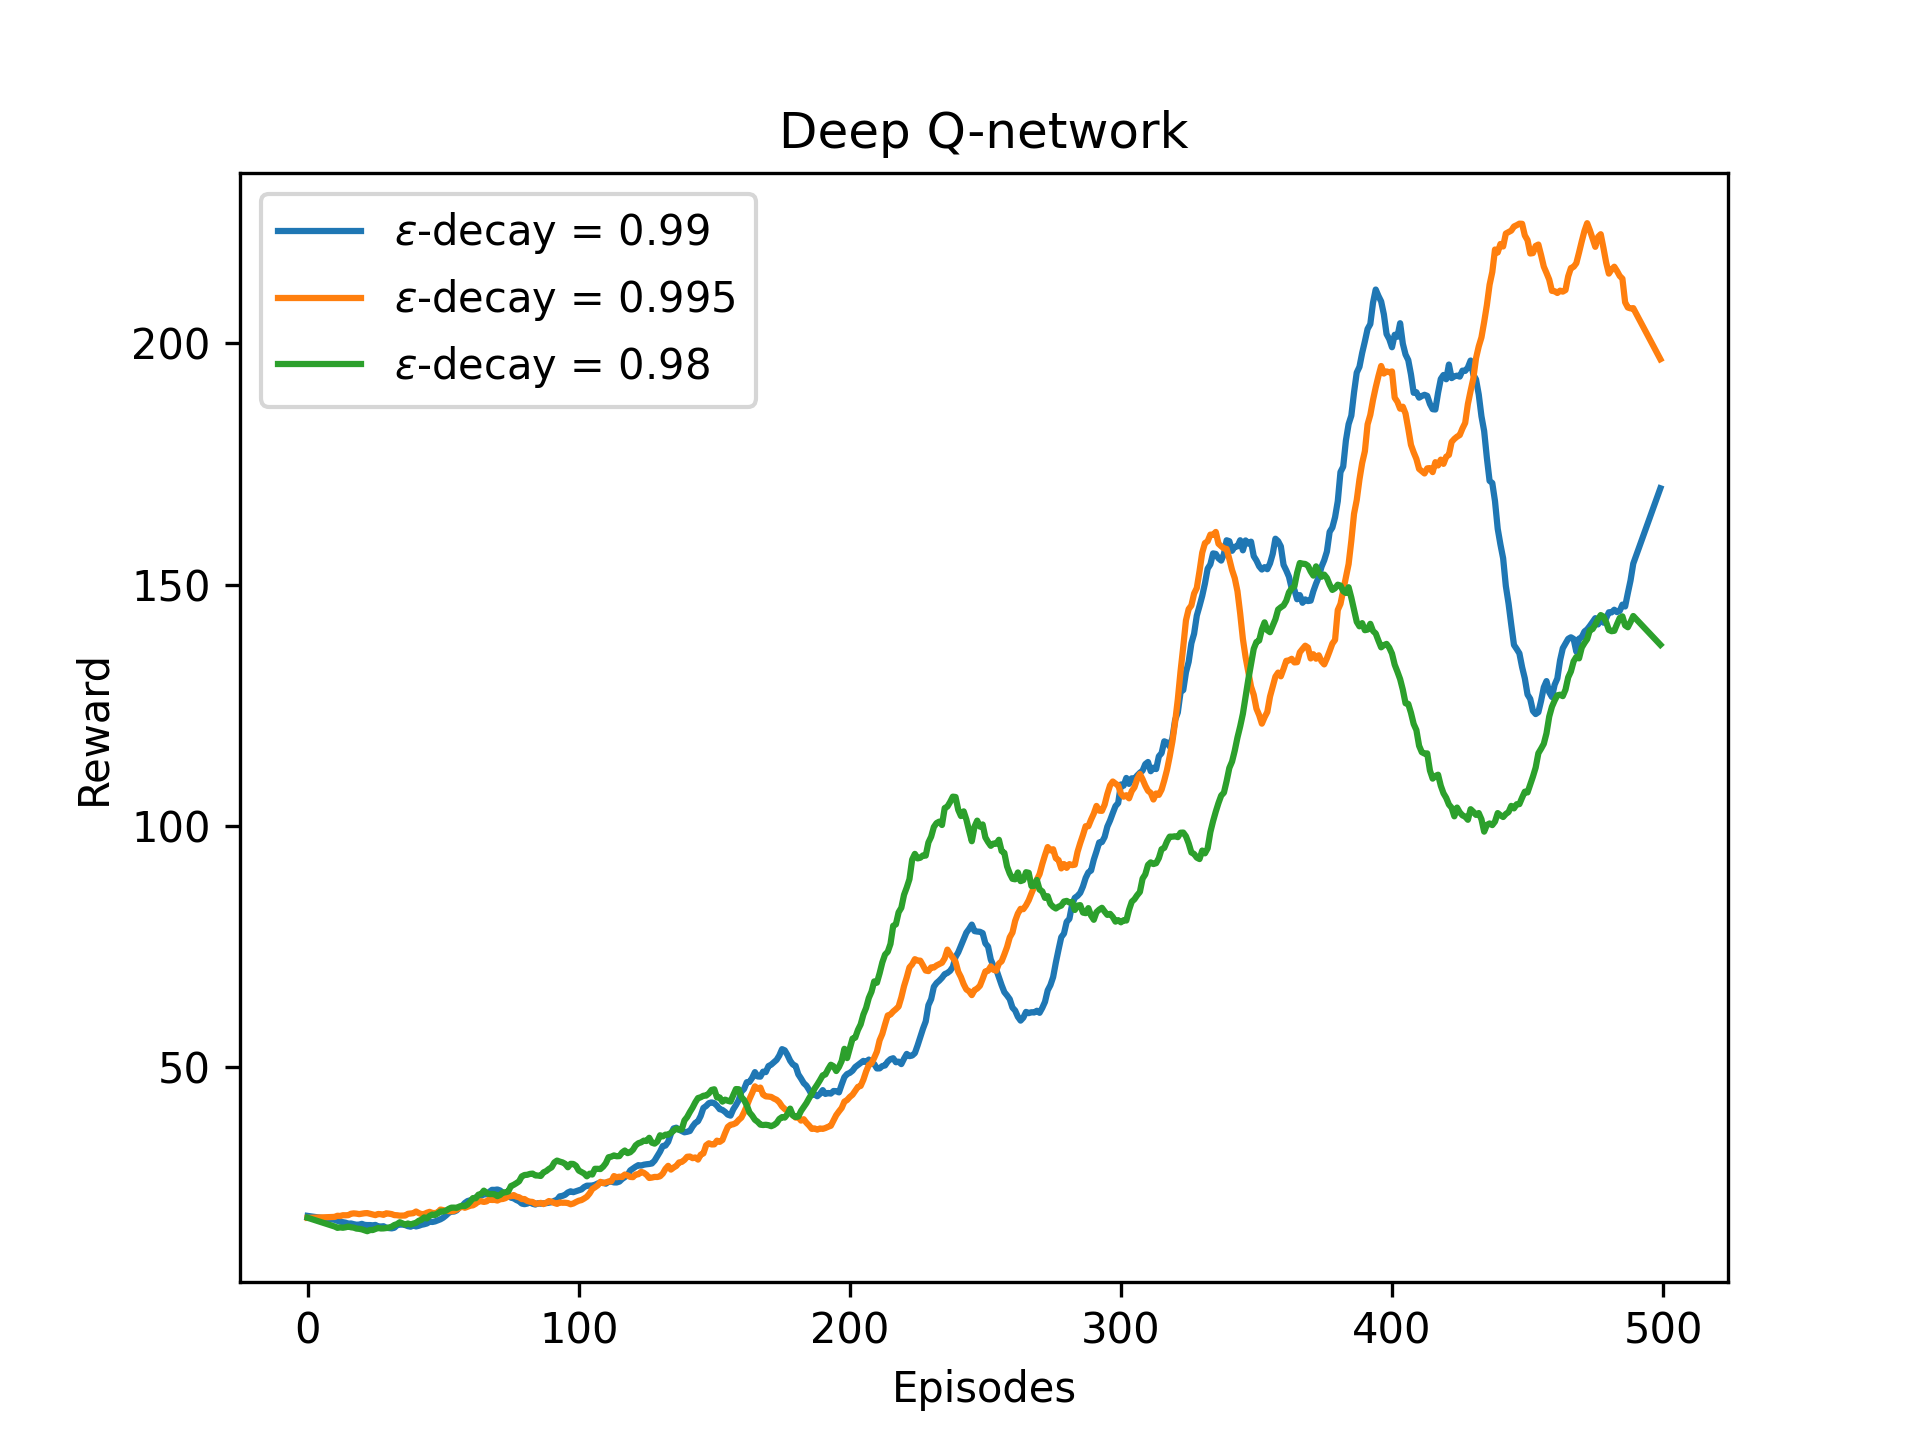 Deep Q-network
ε-decay = 0.99
ε-decay = 0.995
ε-decay = 0.98
200
150
100
50
Reward
0 100 200 300 400 500
Episodes